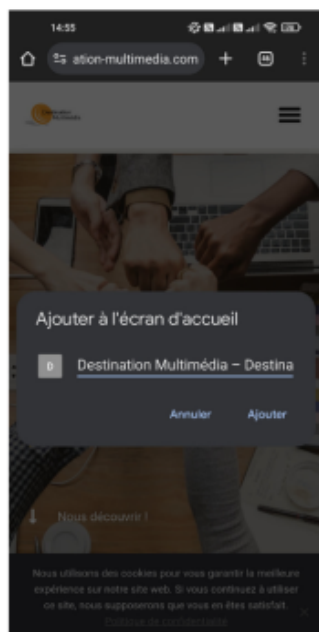 14:55
ation-multimedia.com
Ajouter à l'écran d'accueil
D
Destination Multimédia – Destina
Annuler
Ajouter
Nous découvrir !
Nous utilisons des cookies pour vous garantir la meilleure
expérience sur notre site web. Si vous continuez à utiliser
ce site, nous supposerons que vous en êtes satisfait.
Politique de confidentialité